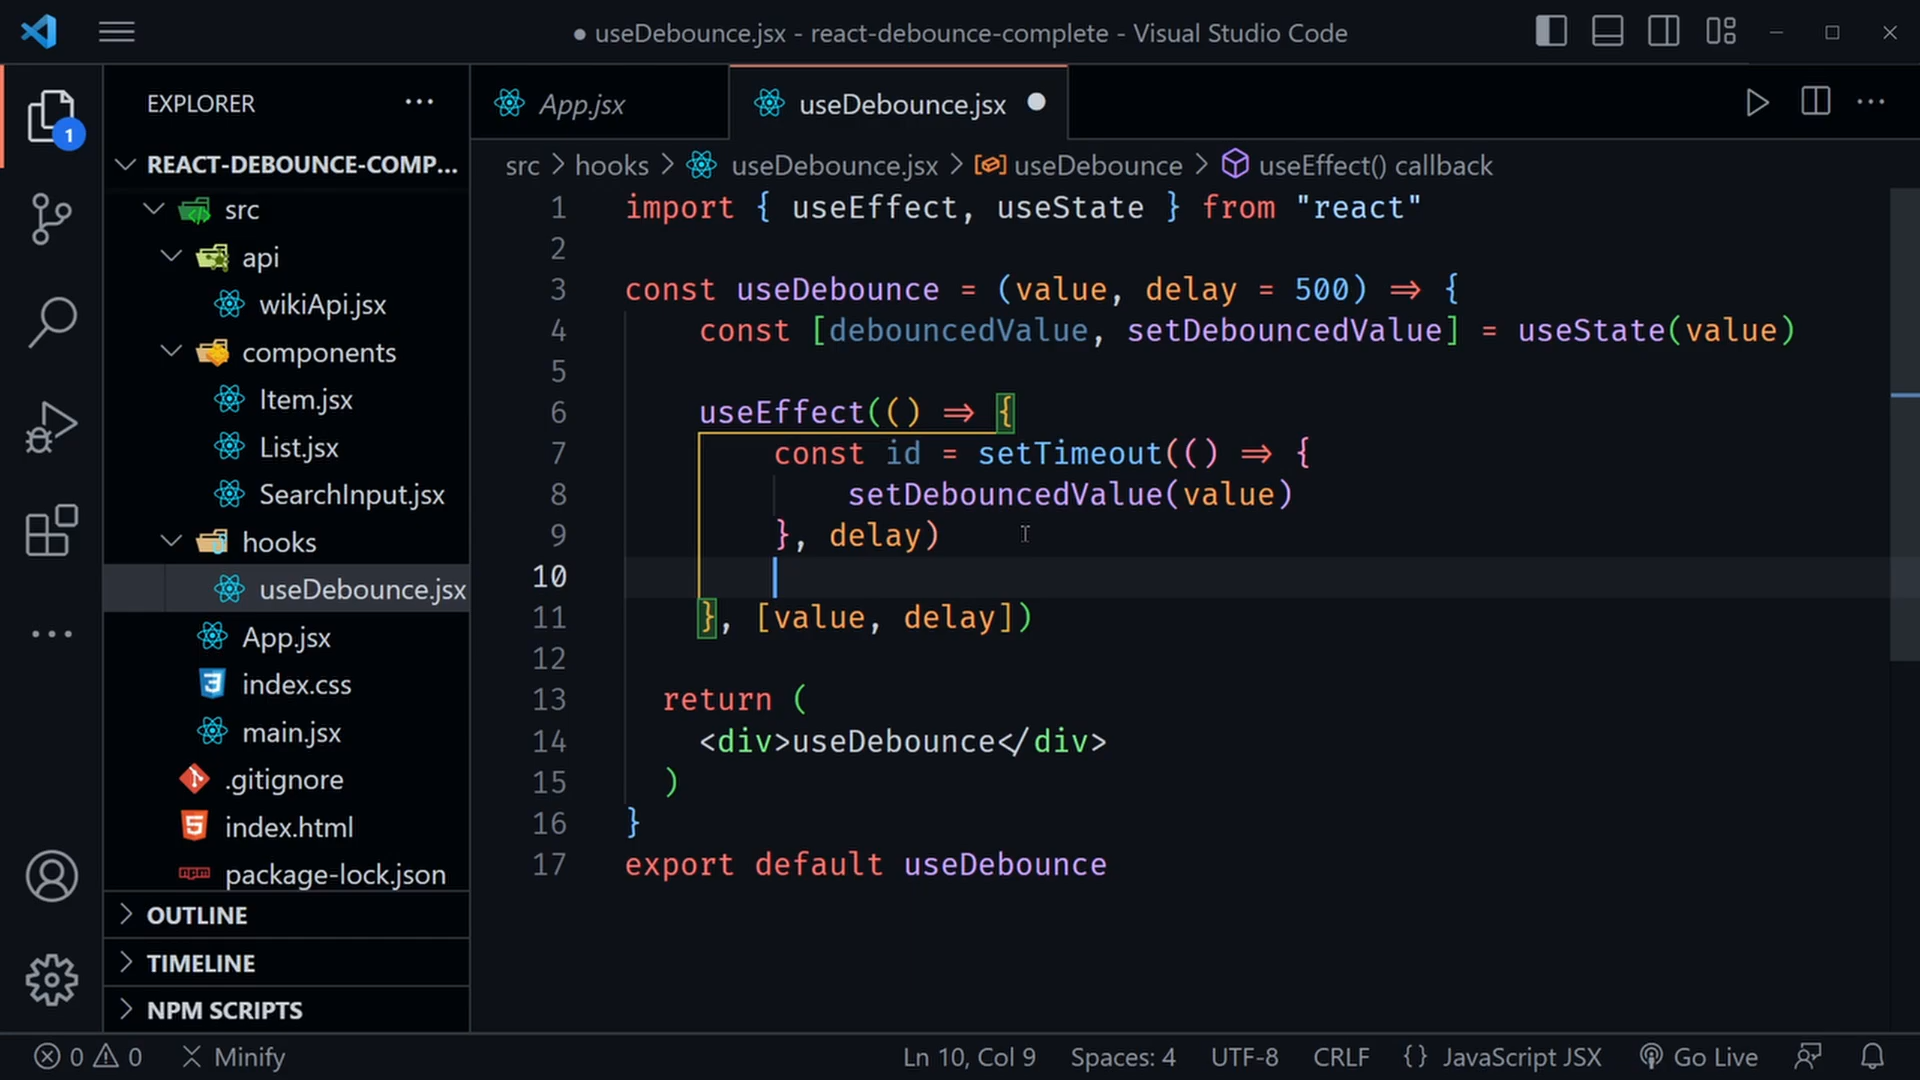 ● useDebounce.jsx - react-debounce-complete - Visual Studio Code
EXPLORER
1
REACT-DEBOUNCE-COMP...
src
api
wikiApi.jsx
components
Item.jsx
List.jsx
SearchInput.jsx
hooks
useDebounce.jsx
App.jsx
index.css
main.jsx
.gitignore
index.html
package-lock.json
OUTLINE
TIMELINE
NPM SCRIPTS
App.jsx
useDebounce.jsx
src > hooks > useDebounce.jsx > useDebounce > useEffect() callback
1 import { useEffect, useState } from "react"
2
3 const useDebounce = (value, delay = 500) => {
4 const [debouncedValue, setDebouncedValue] = useState(value)
5
6 useEffect(() => {
7 const id = setTimeout(() => {
8 setDebouncedValue(value)
9 }, delay)
10
11 }, [value, delay])
12
13 return (
14 <div>useDebounce</div>
15 )
16 }
17 export default useDebounce
0 0 Minify Ln 10, Col 9 Spaces: 4 UTF-8 CRLF {} JavaScript JSX Go Live